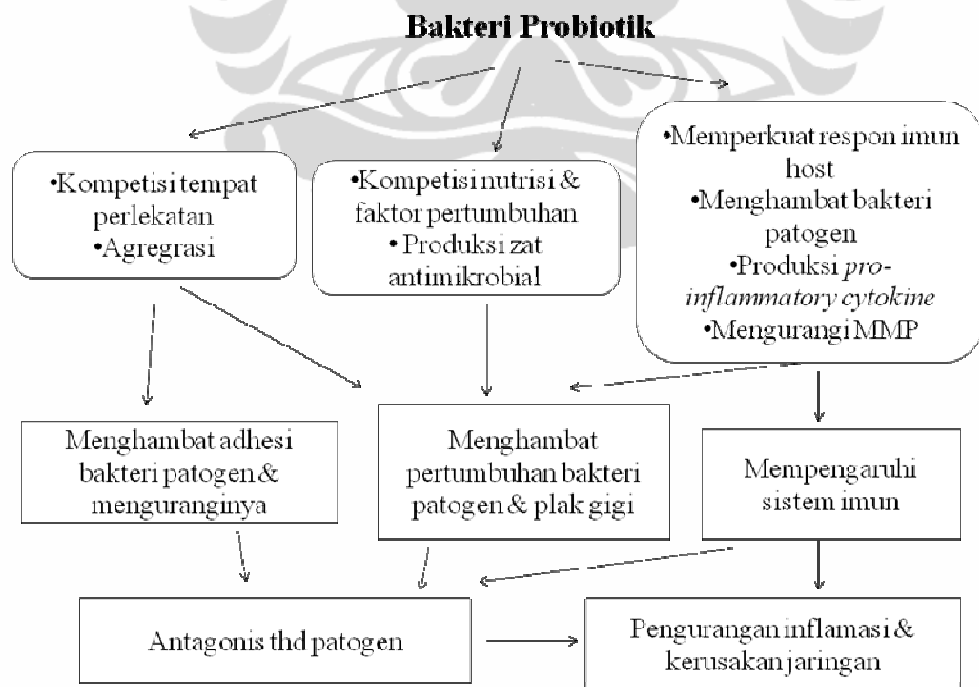 Bakteri Probiotik
•Kompetisi tempat
perlekatan
•Agregrasi
•Kompetisi nutrisi &
faktor pertumbuhan
• Produksi zat
antimikrobial
•Memperkuat respon imun
host
•Menghambat bakteri
patogen
•Produksi pro-
inflammatory cytokine
•Mengurangi MMP
Menghambat adhesi
bakteri patogen &
menguranginya
Menghambat
pertumbuhan bakteri
patogen & plak gigi
Mempengaruhi
sistem imun
Antagonis thd patogen
Pengurangan inflamasi &
kerusakan jaringan